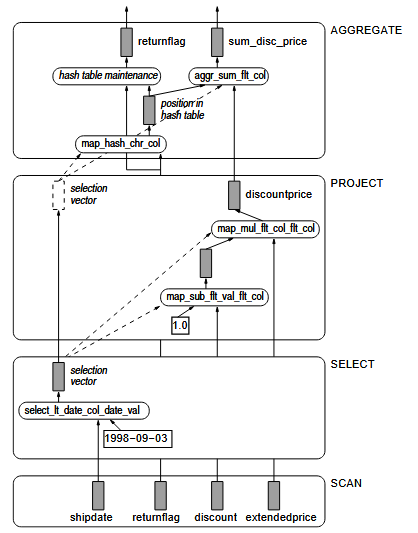 AGGREGATE
returnflag
sum_disc_price
hash table maintenance
aggr_sum_flt_col
position in
hash table
map_hash_chr_col
PROJECT
selection
vector
discountprice
map_mul_flt_col_flt_col
map_sub_flt_val_flt_col
1.0
SELECT
selection
vector
select_lt_date_col_date_val
1998-09-03
SCAN
shipdate
returnflag
discount
extendedprice